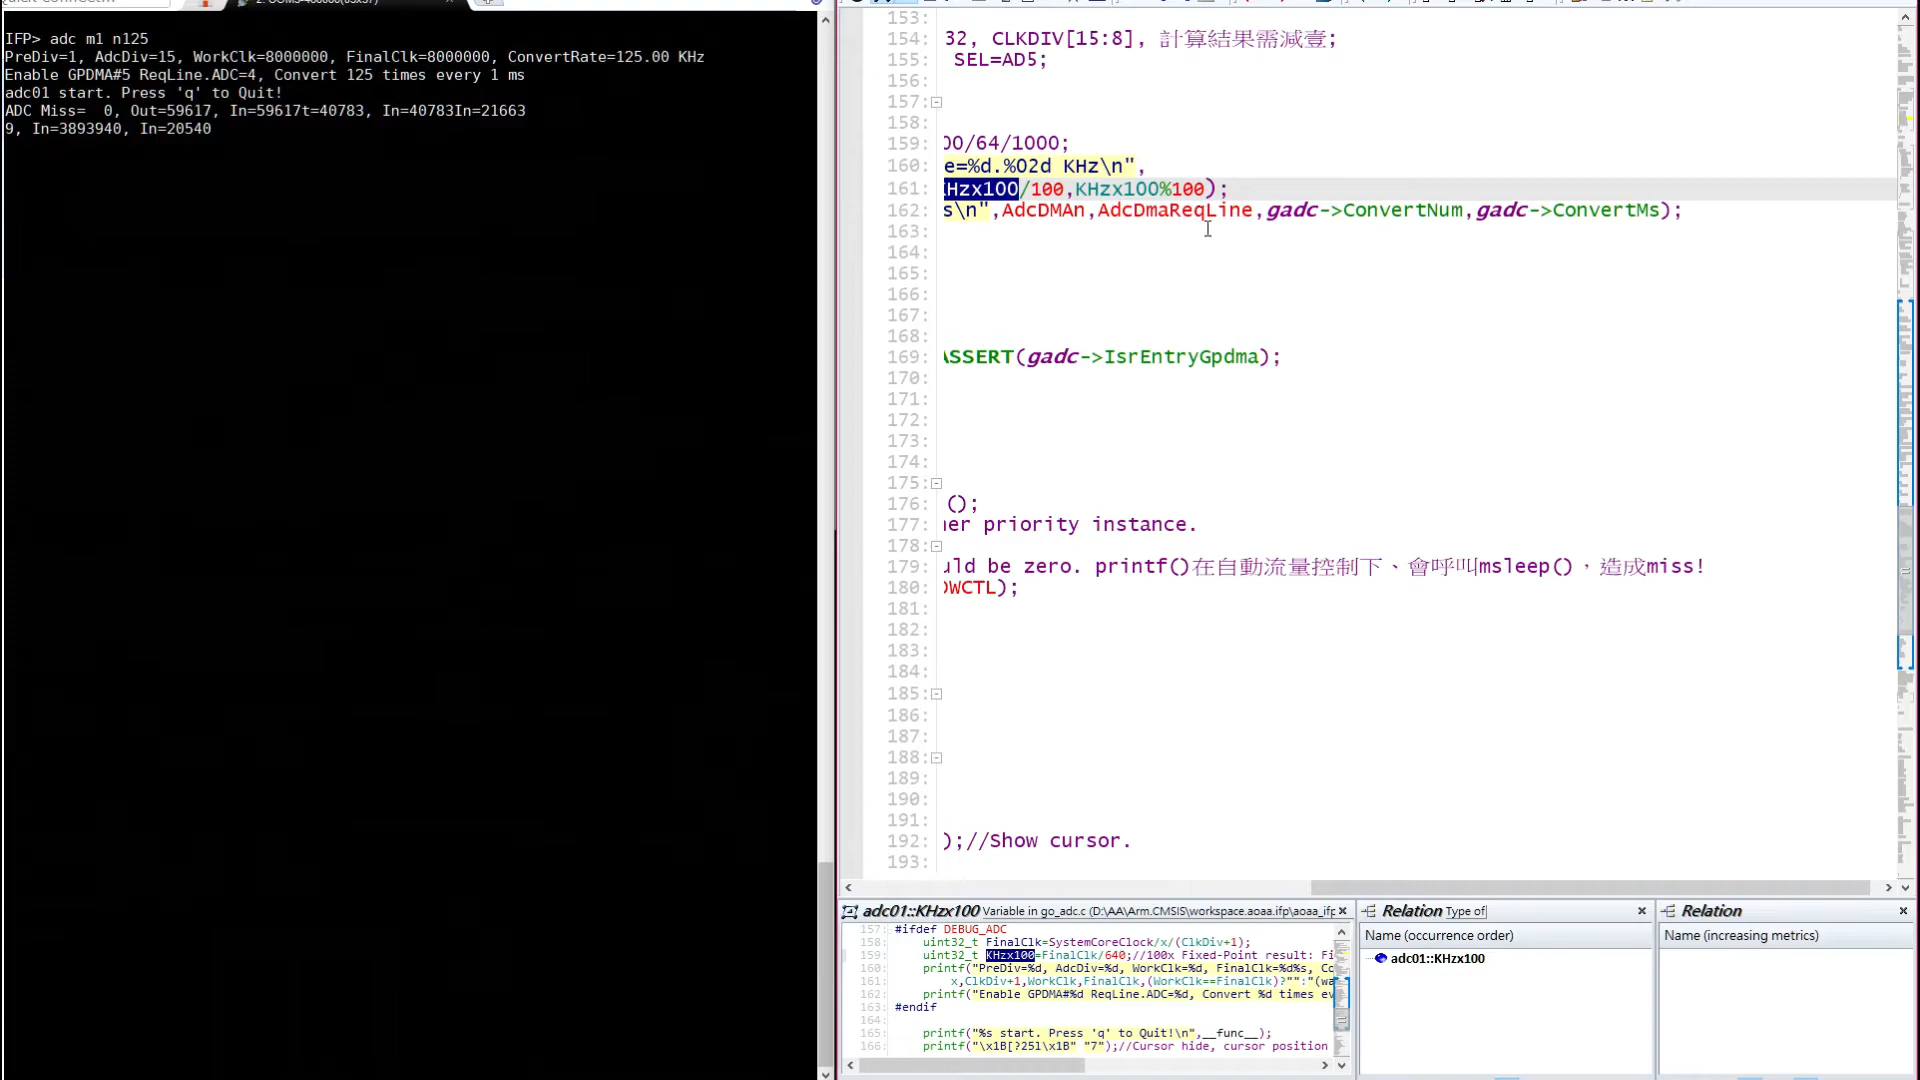 IFP> adc m1 n125
PreDiv=1, AdcDiv=15, WorkClk=8000000, FinalClk=8000000, ConvertRate=125.00 KHz
Enable GPDMA#5 ReqLine.ADC=4, Convert 125 times every 1 ms
adc01 start. Press 'q' to Quit!
ADC Miss=  0, Out=59617, In=59617t=40783, In=40783In=21663
9, In=3893940, In=20540
153:
154: 32, CLKDIV[15:8], 計算結果需減壹;
155: SEL=AD5;
156:
157:
158:
159: 00/64/1000;
160: e=%d.%02d KHz\n",
161: KHzx100/100,KHzx100%100);
162: s\n",AdcDMAn,AdcDmaReqLine,gadc->ConvertNum,gadc->ConvertMs);
163:
164:
165:
166:
167:
168:
169: ASSERT(gadc->IsrEntryGpdma);
170:
171:
172:
173:
174:
175:
176: ();
177: her priority instance.
178:
179: uld be zero. printf()在自動流量控制下、會呼叫msleep()，造成miss!
180: OWCTL);
181:
182:
183:
184:
185:
186:
187:
188:
189:
190:
191:
192: );//Show cursor.
193:
adc01::KHzx100 Variable in go_adc.c (D:\AA\Arm.CMSIS\workspace.aoaa.ifp\aoaa_ifp
157: #ifdef DEBUG_ADC
158: uint32_t FinalClk=SystemCoreClock/x/(ClkDiv+1);
159: uint32_t KHzx100=FinalClk/640;//100x Fixed-Point result: Fi
160: printf("PreDiv=%d, AdcDiv=%d, WorkClk=%d, FinalClk=%d%s, Co
161: x,ClkDiv+1,WorkClk,FinalClk,(WorkClk==FinalClk)?"":"(wa
162: printf("Enable GPDMA#%d ReqLine.ADC=%d, Convert %d times ev
163: #endif
164:
165: printf("%s start. Press 'q' to Quit!\n",__func__);
166: printf("\x1B[?25l\x1B" "7");//Cursor hide, cursor position
Relation Type of
Name (occurrence order)
adc01::KHzx100
Relation
Name (increasing metrics)